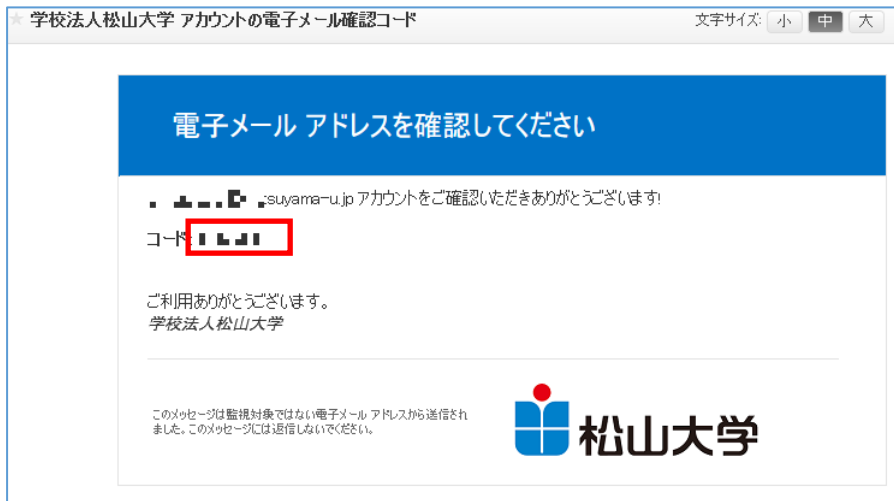 学校法人松山大学 アカウントの電子メール確認コード
文字サイズ: 小 中 大
電子メール アドレスを確認してください
tsuyama-u.jp アカウントをご確認いただきありがとうございます!
コード:
ご利用ありがとうございます。
学校法人松山大学
このメッセージは監視対象ではない電子メール アドレスから送信され
ました。このメッセージには返信しないでください。
松山大学